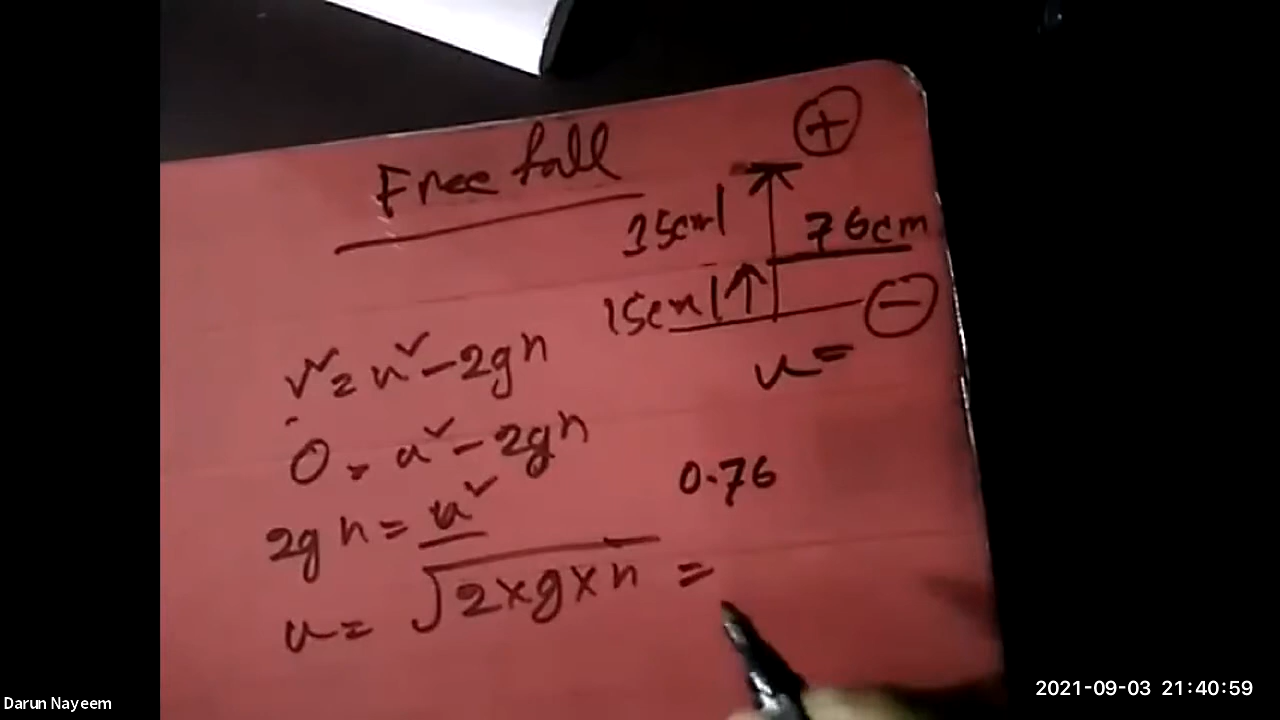 Free fall
+
35cm
76cm
15cm
−
u =
v² = u² - 2gh
0 = u² - 2gh
0.76
2gh = u²
u = √2×g×h =
Darun Nayeem
2021-09-03 21:40:59